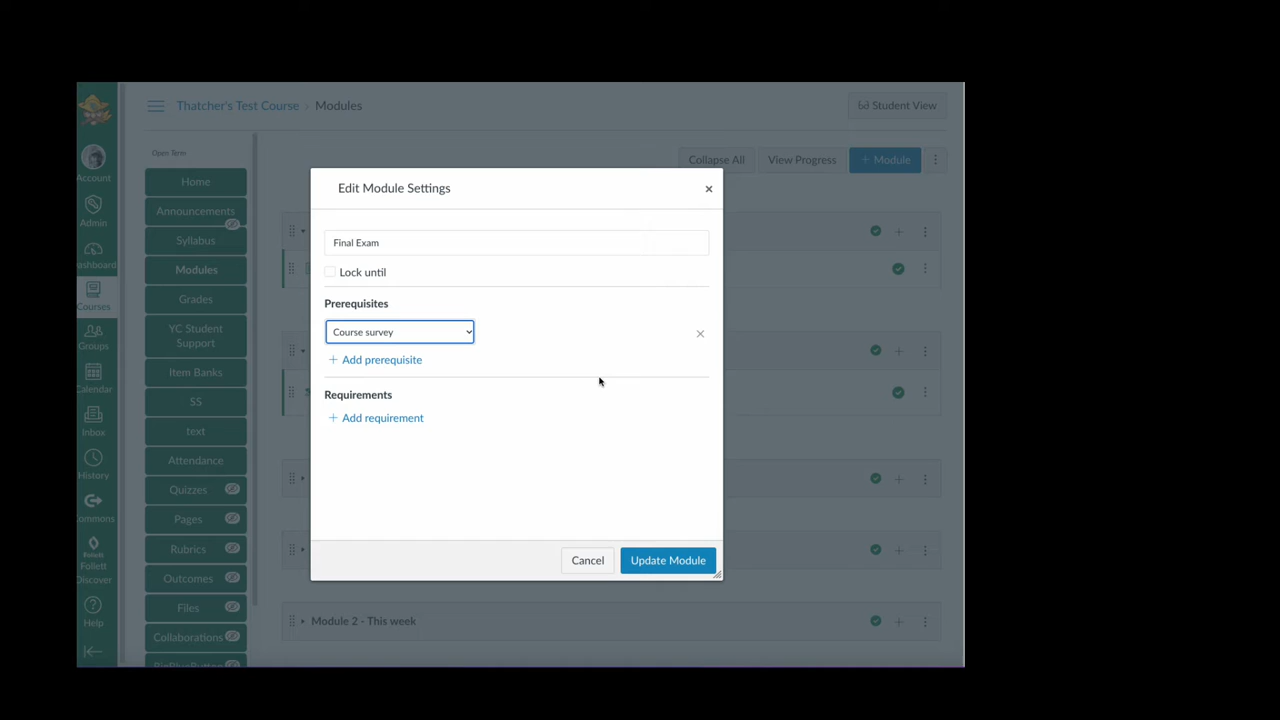 Thatcher's Test Course › Modules
Student View
Account
Admin
Dashboard
Courses
Groups
Calendar
Inbox
History
Commons
Follett
Follett
Discover
Help
Open Term
Home
Announcements
Syllabus
Modules
Grades
YC Student
Support
Item Banks
SS
text
Attendance
Quizzes
Pages
Rubrics
Outcomes
Files
Collaborations
BigBlueButton
Collapse All
View Progress
+ Module
Edit Module Settings
×
Final Exam
Lock until
Prerequisites
Course survey
+ Add prerequisite
Requirements
+ Add requirement
Cancel
Update Module
Module 2 - This week